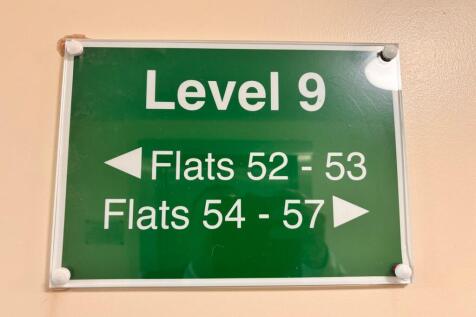 Level 9
◀ Flats 52 - 53
Flats 54 - 57 ▶